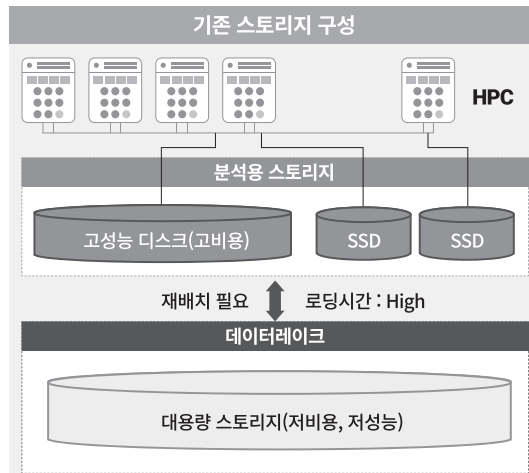 기존 스토리지 구성
HPC
분석용 스토리지
고성능 디스크(고비용)
SSD
SSD
재배치 필요
로딩시간 : High
데이터레이크
대용량 스토리지(저비용, 저성능)